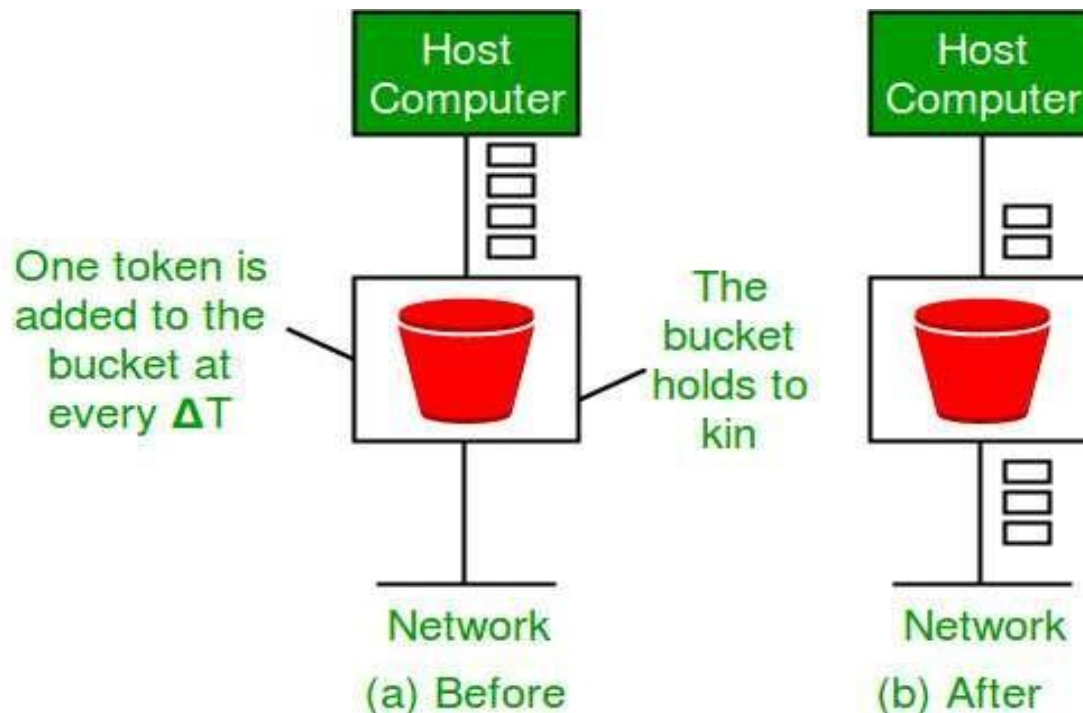 Host
Computer
Host
Computer
One token is
added to the
bucket at
every ΔT
The
bucket
holds to
kin
Network
Network
(a) Before
(b) After